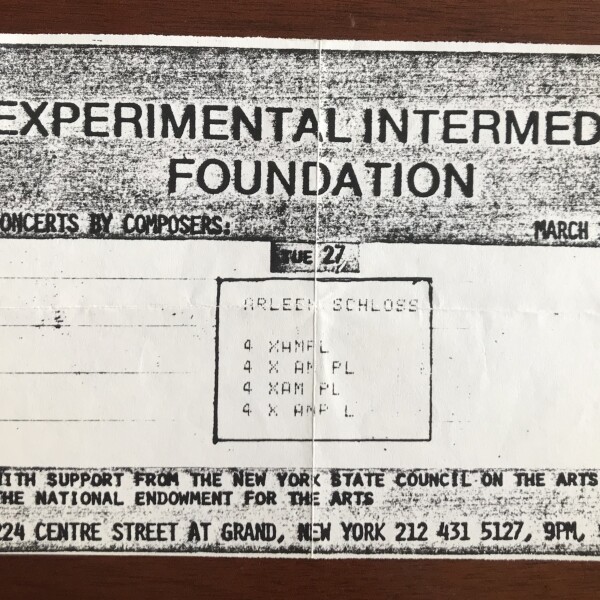 EXPERIMENTAL INTERMED
FOUNDATION
CONCERTS BY COMPOSERS:
MARCH
TUE 27
ARLEEN SCHLOSS
4 XAMPL
4 X AM PL
4 XAM PL
4 X AMP L
WITH SUPPORT FROM THE NEW YORK STATE COUNCIL ON THE ARTS
THE NATIONAL ENDOWMENT FOR THE ARTS
224 CENTRE STREET AT GRAND, NEW YORK 212 431 5127, 9PM,